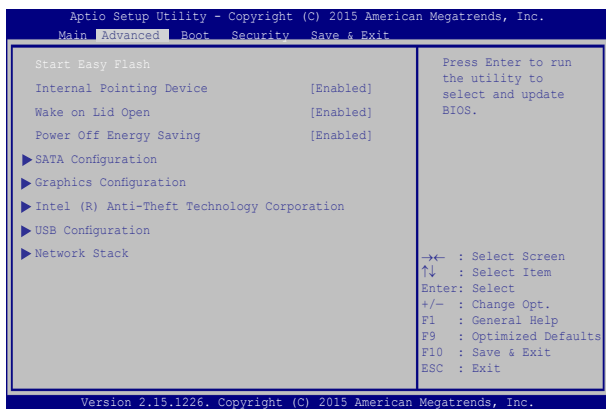 Aptio Setup Utility - Copyright (C) 2015 American Megatrends, Inc.
Main Advanced Boot Security Save & Exit
Start Easy Flash
Internal Pointing Device [Enabled]
Wake on Lid Open [Enabled]
Power Off Energy Saving [Enabled]
SATA Configuration
Graphics Configuration
Intel (R) Anti-Theft Technology Corporation
USB Configuration
Network Stack
Press Enter to run
the utility to
select and update
BIOS.
→← : Select Screen
↑↓ : Select Item
Enter: Select
+/— : Change Opt.
F1 : General Help
F9 : Optimized Defaults
F10 : Save & Exit
ESC : Exit
Version 2.15.1226. Copyright (C) 2015 American Megatrends, Inc.